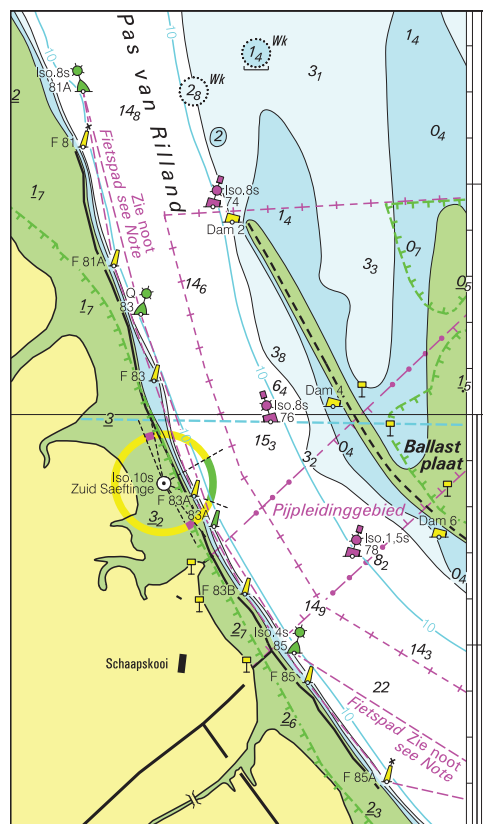 Pas van Rilland
Wk
1₄
1₄
3₁
Iso.8s
81A
10
Wk
2₈
2
14₈
0₄
F 81
2
Fietspad Zie noot
see Note
Iso.8s
74
1₇
Dam 2
1₄
0₇
F 81A
14₆
3₃
Q
83
0₅
1₇
3₈
F 83
6₄
Dam 4
1₅
Iso.8s
76
3
15₃
0₄
Ballast
plaat
3₂
Iso.10s
Zuid Saeftinge
F 83A
83A
3₂
Pijpleidinggebied
Dam 6
Iso.1,5s
78
8₂
0₄
F 83B
14₉
10
2₇
Iso.4s
85
14₃
Schaapskooi
F 85
22
Fietspad Zie noot
see Note
2₆
10
F 85A
2₃